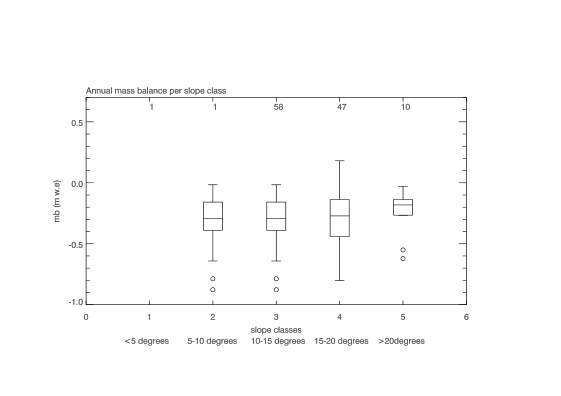 Annual mass balance per slope class
1 1 58 47 10
0.5
0.0
-0.5
-1.0
mb (m w.e)
0 1 2 3 4 5 6
slope classes
<5 degrees 5-10 degrees 10-15 degrees 15-20 degrees >20degrees